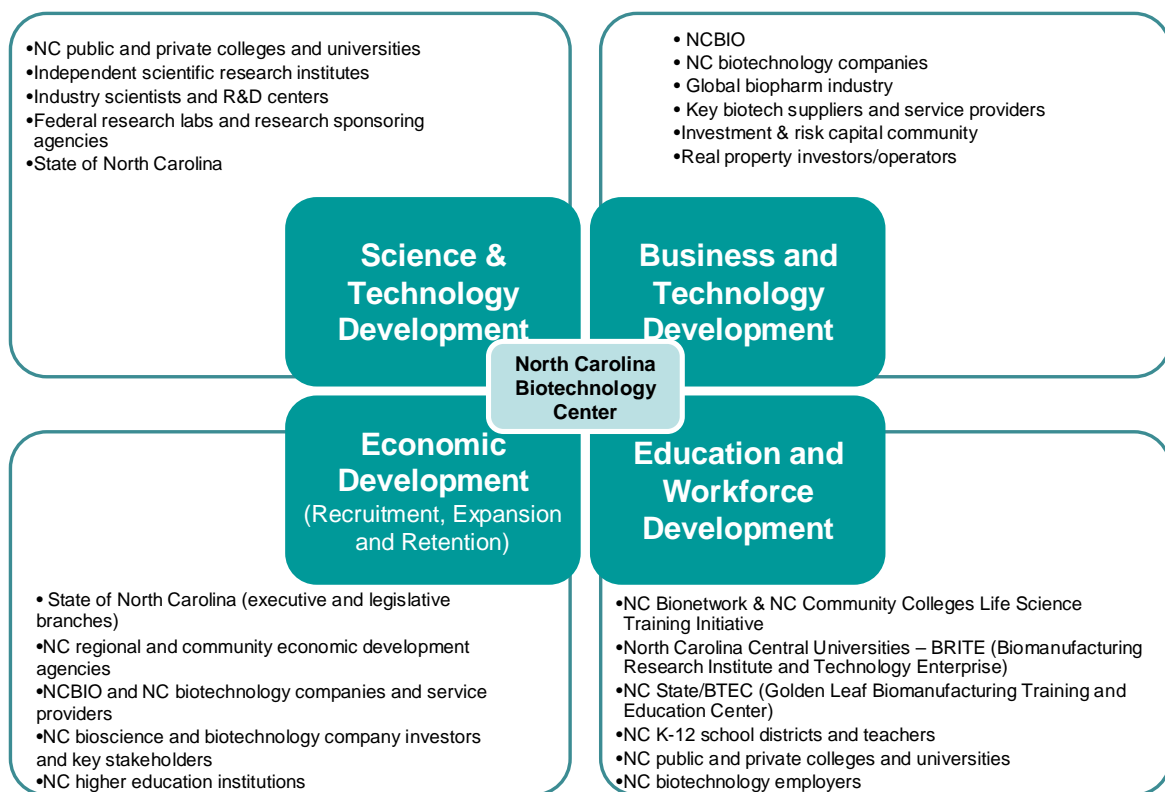 •NC public and private colleges and universities
•Independent scientific research institutes
•Industry scientists and R&D centers
•Federal research labs and research sponsoring
agencies
•State of North Carolina
• NCBIO
• NC biotechnology companies
• Global biopharm industry
• Key biotech suppliers and service providers
•Investment & risk capital community
•Real property investors/operators
Science &
Technology
Development
Business and
Technology
Development
North Carolina
Biotechnology
Center
Economic
Development
(Recruitment, Expansion
and Retention)
Education and
Workforce
Development
• State of North Carolina (executive and legislative
branches)
•NC regional and community economic development
agencies
•NCBIO and NC biotechnology companies and service
providers
•NC bioscience and biotechnology company investors
and key stakeholders
•NC higher education institutions
•NC Bionetwork & NC Community Colleges Life Science
Training Initiative
•North Carolina Central Universities – BRITE (Biomanufacturing
Research Institute and Technology Enterprise)
•NC State/BTEC (Golden Leaf Biomanufacturing Training and
Education Center)
•NC K-12 school districts and teachers
•NC public and private colleges and universities
•NC biotechnology employers